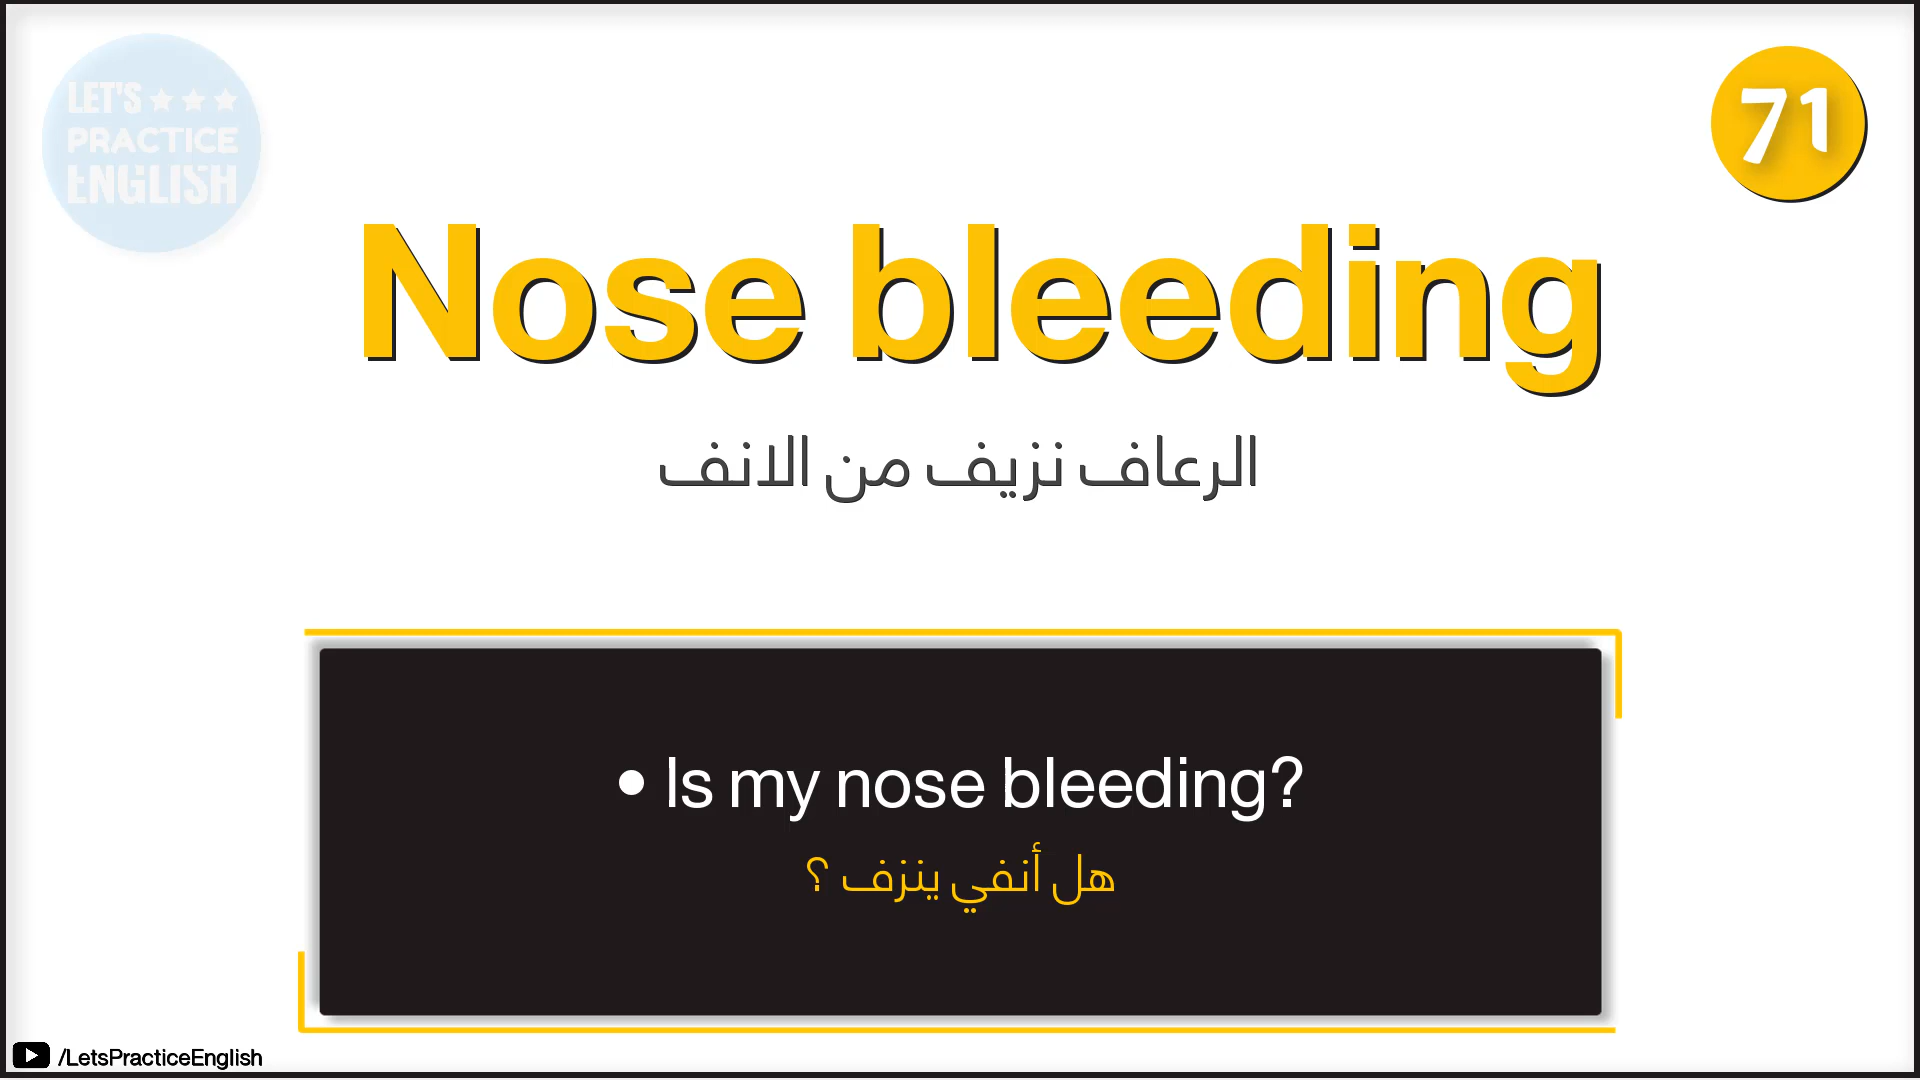 LET'S
PRACTICE
ENGLISH
71
Nose bleeding
الرعاف نزيف من الانف
• Is my nose bleeding?
هل أنفي ينزف ؟
/LetsPracticeEnglish